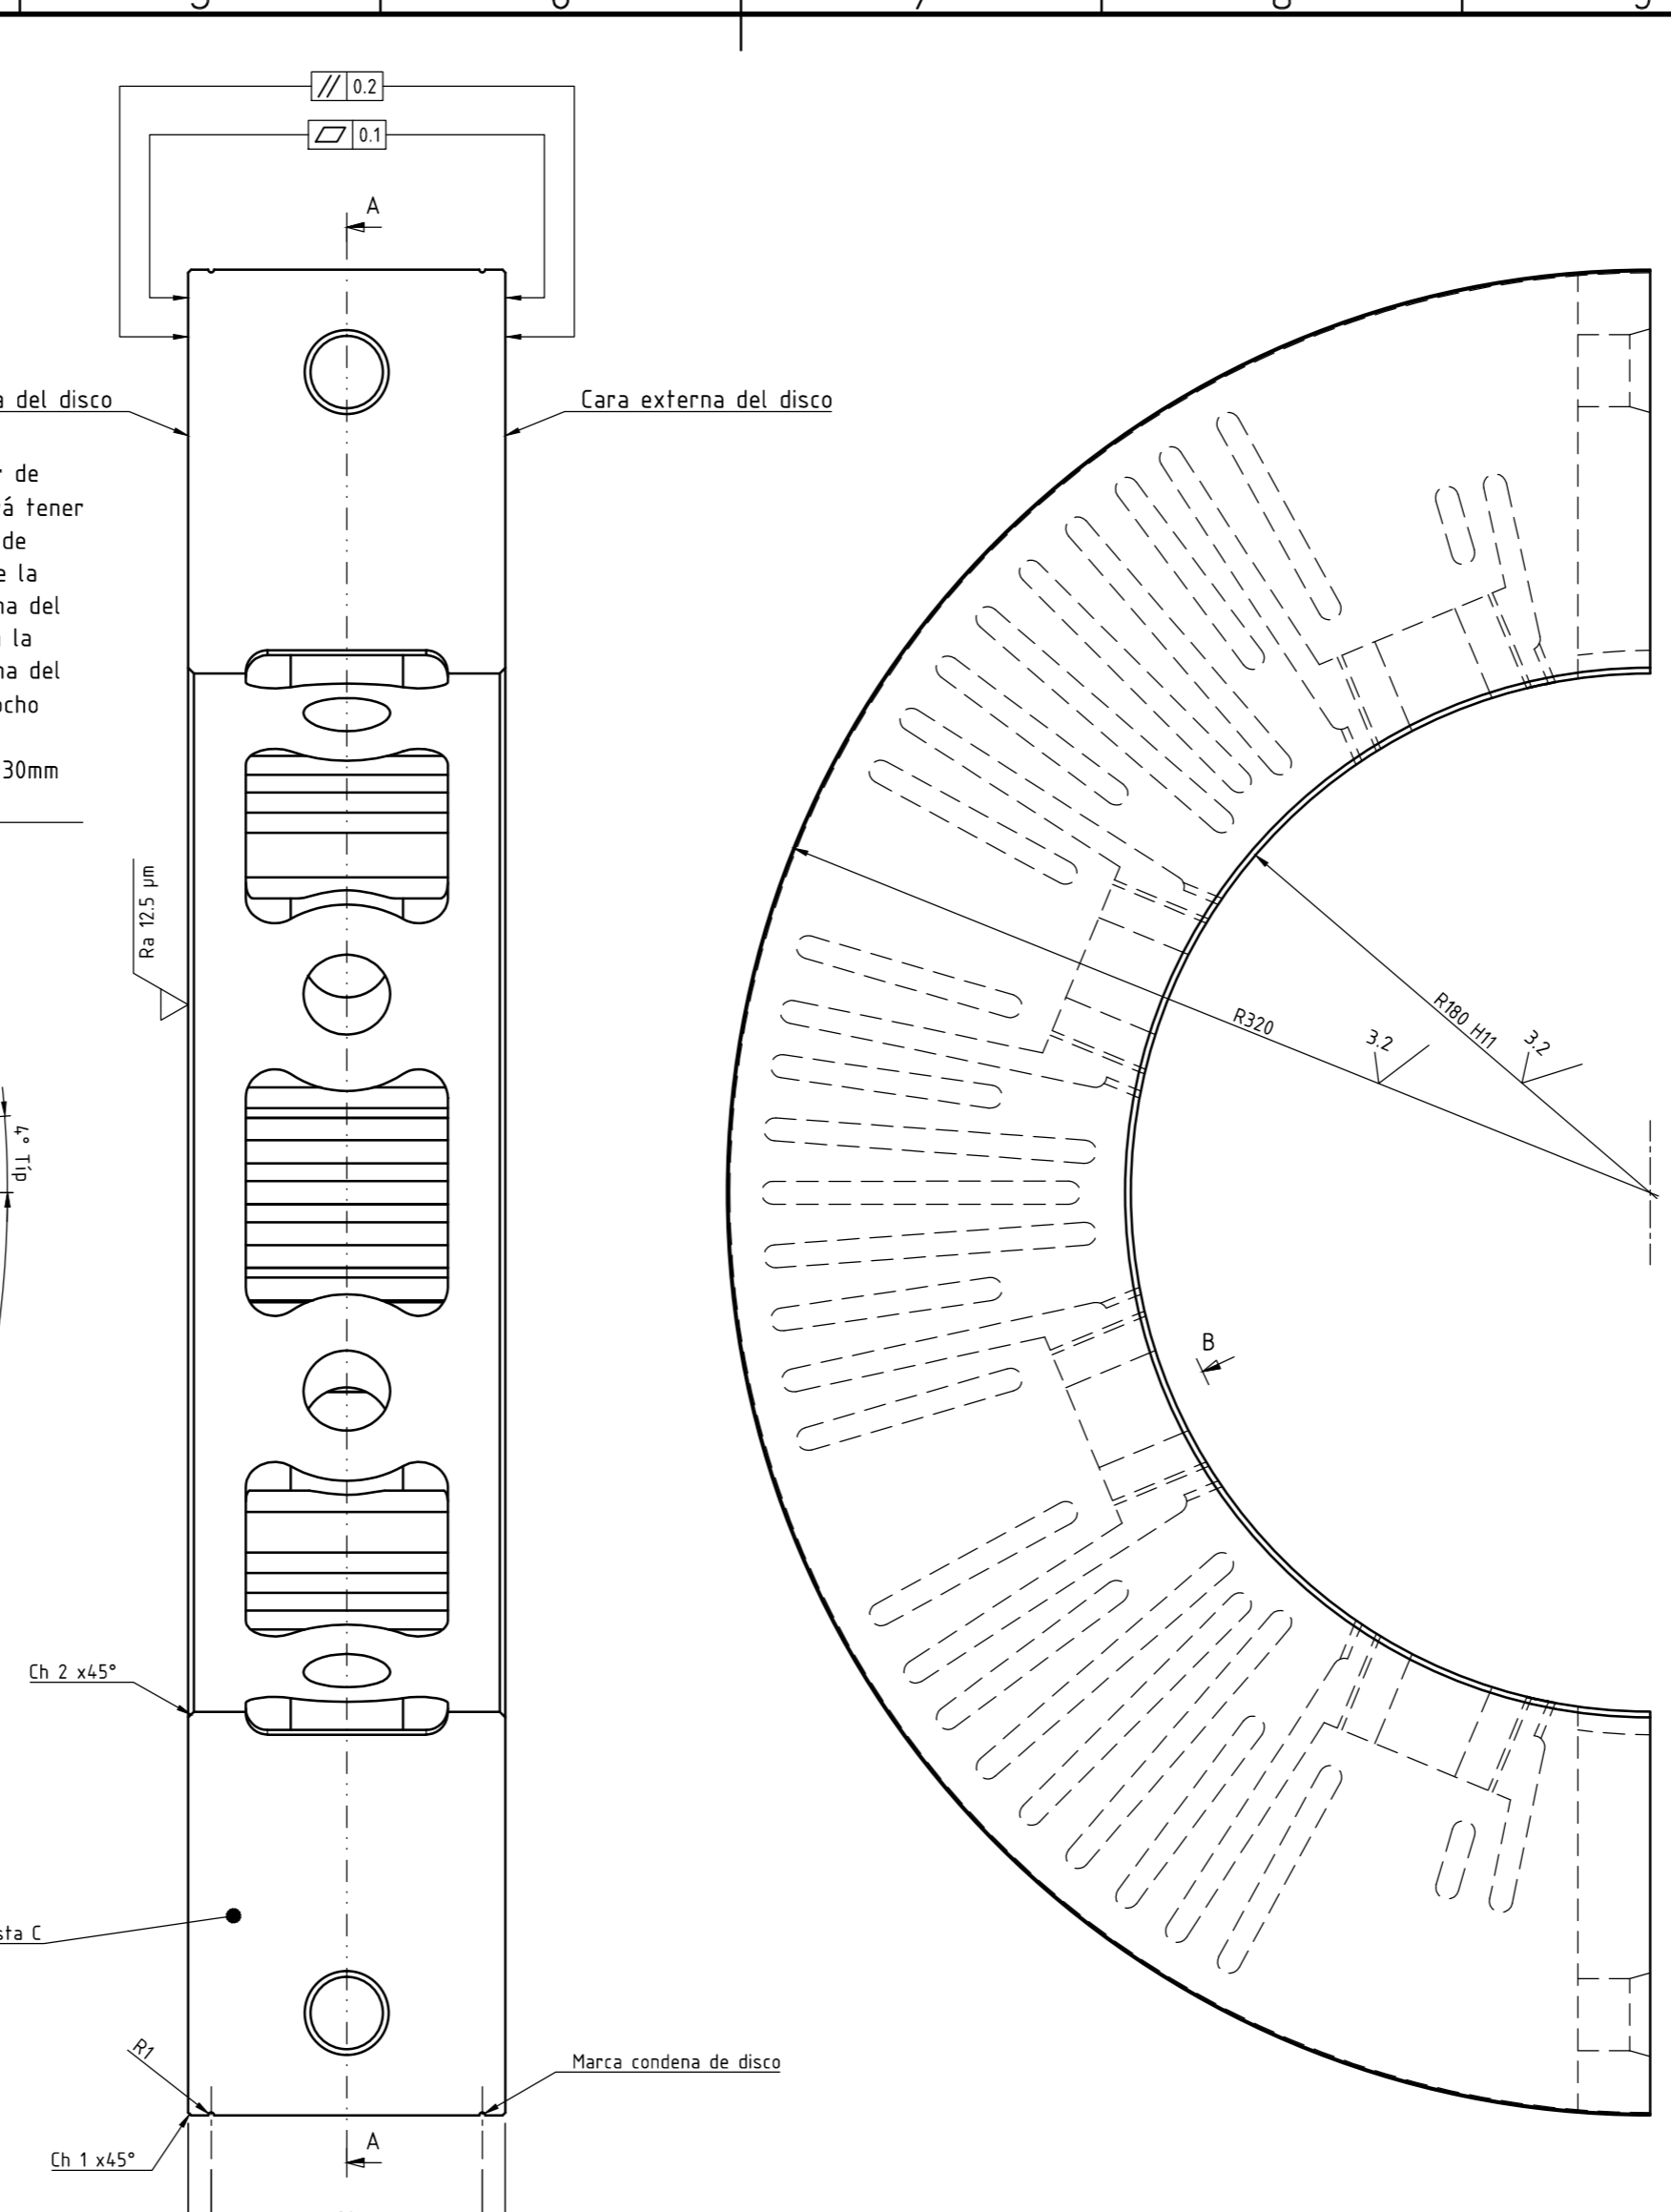 // 0.2
⏥ 0.1
A
a del disco
Cara externa del disco
de
á tener
de
e la
na del
la
na del
ocho
30mm
Ra 12.5 µm
4° Típ
R320
3.2
R180 H11
3.2
B
Ch 2 x45°
sta C
R1
Marca condena de disco
Ch 1 x45°
A